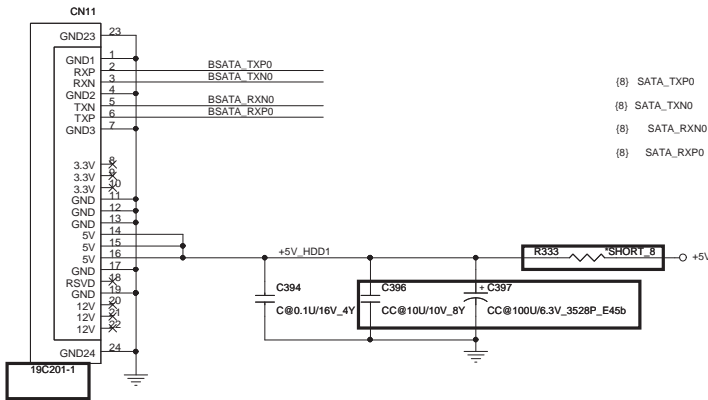 CN11
GND23 23
GND1 1
RXP 2 BSATA_TXP0
RXN 3 BSATA_TXN0
GND2 4
TXN 5 BSATA_RXN0
TXP 6 BSATA_RXP0
GND3 7
3.3V 8
3.3V 9
3.3V 10
GND 11
GND 12
GND 13
5V 14
5V 15
5V 16
GND 17
RSVD 18
GND 19
12V 20
12V 21
12V 22
GND24 24
19C201-1
+5V_HDD1
R333 *SHORT_8
+5V
C394
C@0.1U/16V_4Y
C396
CC@10U/10V_8Y
+ C397
CC@100U/6.3V_3528P_E45b
{8} SATA_TXP0
{8} SATA_TXN0
{8} SATA_RXN0
{8} SATA_RXP0